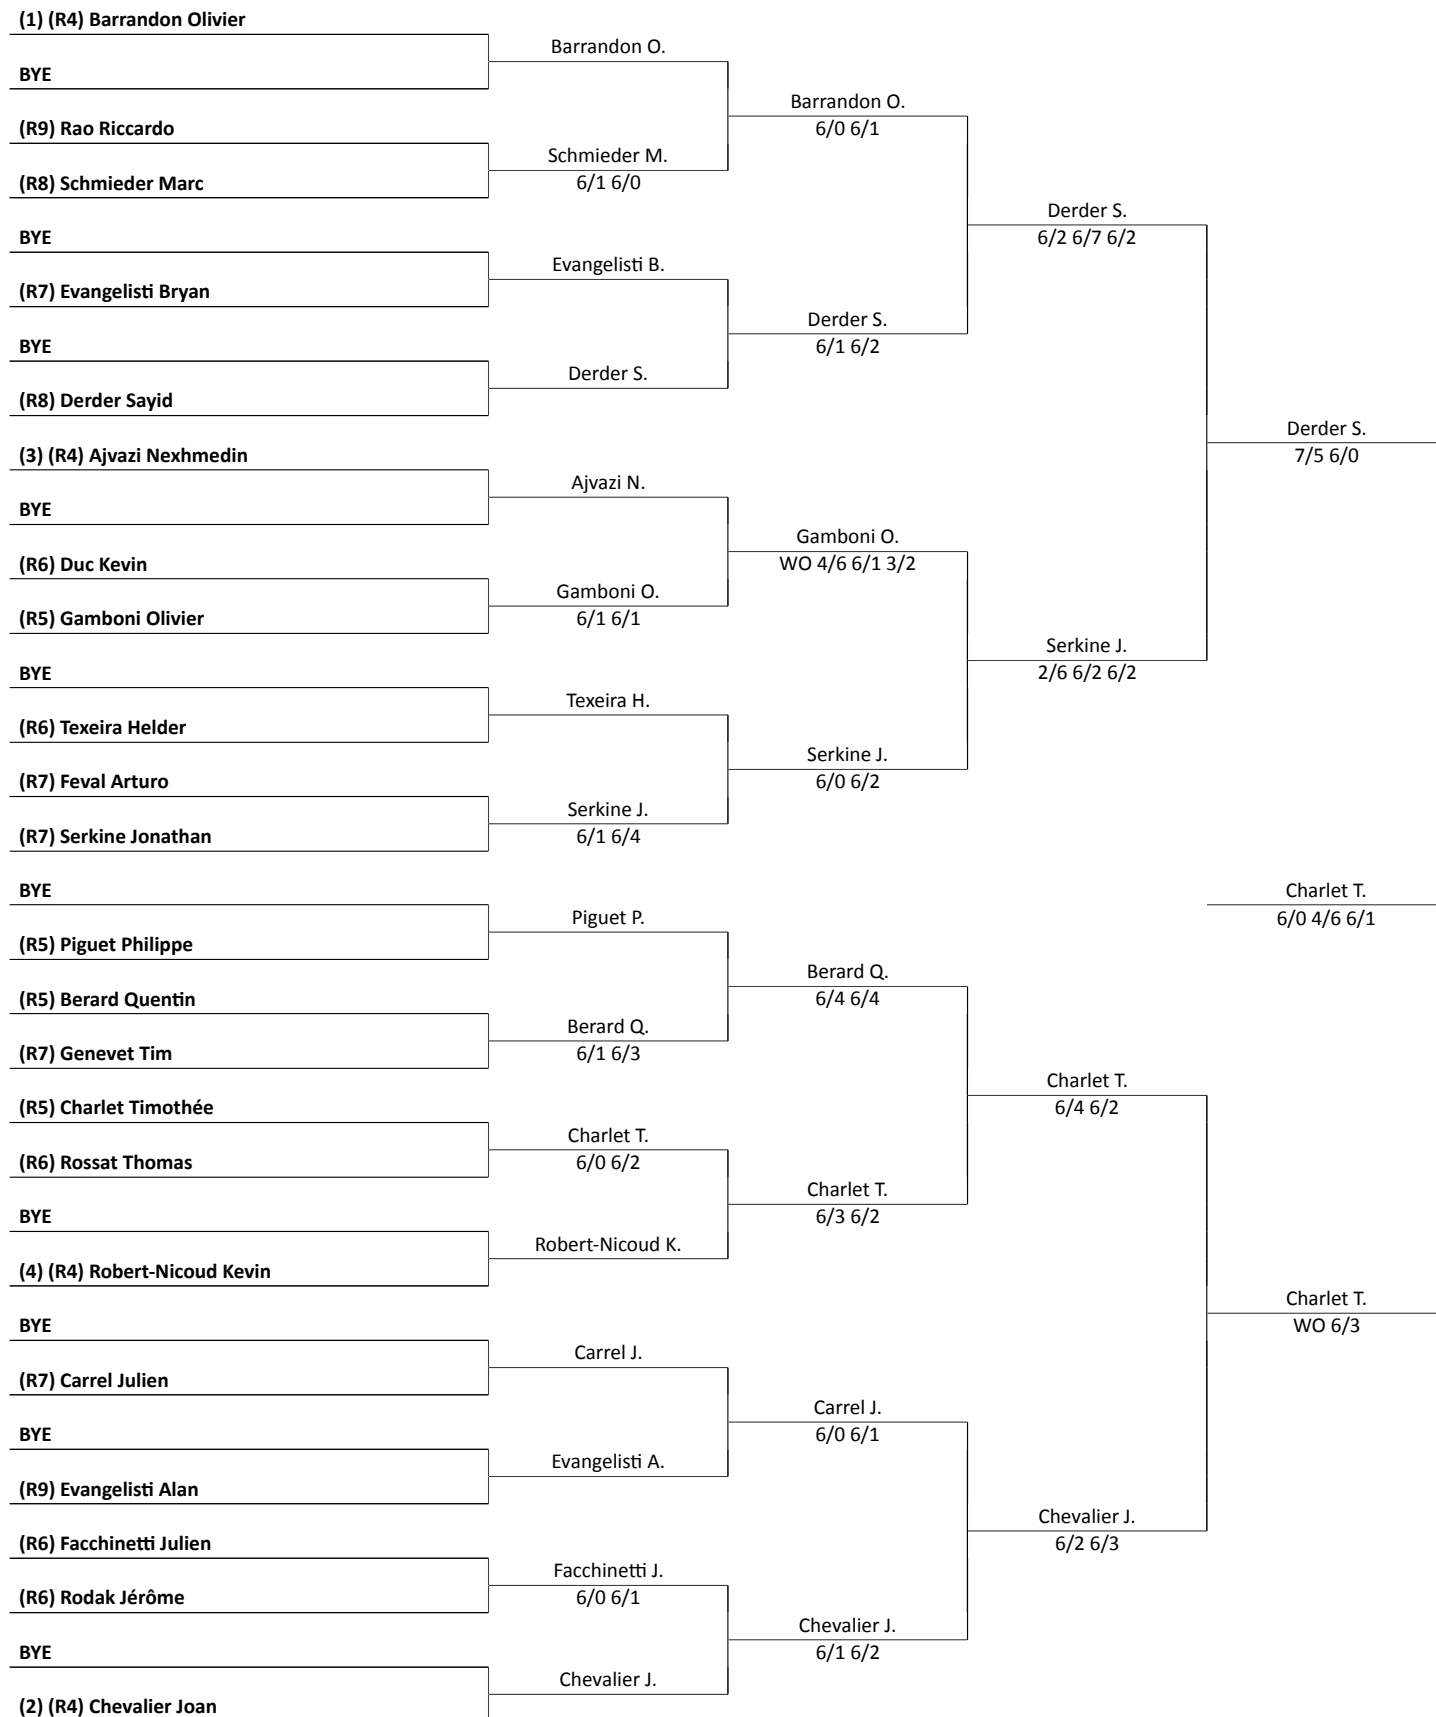 (1) (R4) Barrandon Olivier
Barrandon O.
BYE
Barrandon O.
6/0 6/1
(R9) Rao Riccardo
Schmieder M.
6/1 6/0
(R8) Schmieder Marc
Derder S.
6/2 6/7 6/2
BYE
Evangelisti B.
(R7) Evangelisti Bryan
Derder S.
6/1 6/2
BYE
Derder S.
(R8) Derder Sayid
Derder S.
7/5 6/0
(3) (R4) Ajvazi Nexhmedin
Ajvazi N.
BYE
Gamboni O.
WO 4/6 6/1 3/2
(R6) Duc Kevin
Gamboni O.
6/1 6/1
(R5) Gamboni Olivier
Serkine J.
2/6 6/2 6/2
BYE
Texeira H.
(R6) Texeira Helder
Serkine J.
6/0 6/2
(R7) Feval Arturo
Serkine J.
6/1 6/4
(R7) Serkine Jonathan
BYE
Charlet T.
6/0 4/6 6/1
Piguet P.
(R5) Piguet Philippe
Berard Q.
6/4 6/4
(R5) Berard Quentin
Berard Q.
6/1 6/3
(R7) Genevet Tim
Charlet T.
6/4 6/2
(R5) Charlet Timothée
Charlet T.
6/0 6/2
(R6) Rossat Thomas
Charlet T.
6/3 6/2
BYE
Robert-Nicoud K.
(4) (R4) Robert-Nicoud Kevin
Charlet T.
WO 6/3
BYE
Carrel J.
(R7) Carrel Julien
Carrel J.
6/0 6/1
BYE
Evangelisti A.
(R9) Evangelisti Alan
Chevalier J.
6/2 6/3
(R6) Facchinetti Julien
Facchinetti J.
6/0 6/1
(R6) Rodak Jérôme
Chevalier J.
6/1 6/2
BYE
Chevalier J.
(2) (R4) Chevalier Joan